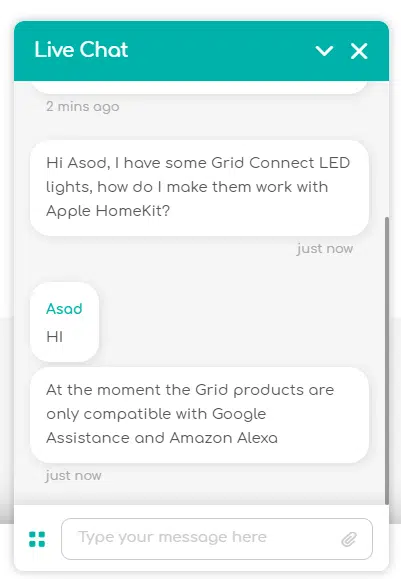 Live Chat
2 mins ago
Hi Asod, I have some Grid Connect LED
lights, how do I make them work with
Apple HomeKit?
just now
Asad
HI
At the moment the Grid products are
only compatible with Google
Assistance and Amazon Alexa
just now
Type your message here